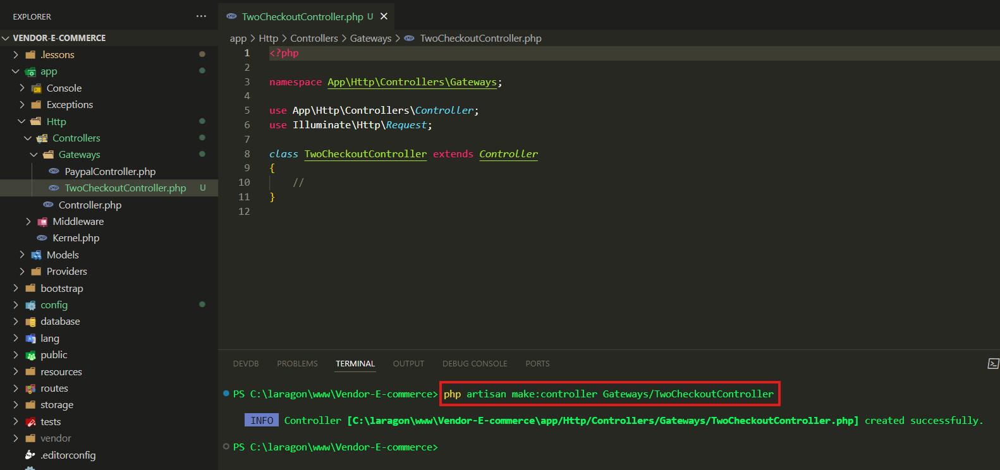 EXPLORER
VENDOR-E-COMMERCE
.lessons
app
Console
Exceptions
Http
Controllers
Gateways
PaypalController.php
TwoCheckoutController.php U
Controller.php
Middleware
Kernel.php
Models
Providers
bootstrap
config
database
lang
public
resources
routes
storage
tests
vendor
.editorconfig
TwoCheckoutController.php U
app > Http > Controllers > Gateways > TwoCheckoutController.php
1 <?php
2
3 namespace App\Http\Controllers\Gateways;
4
5 use App\Http\Controllers\Controller;
6 use Illuminate\Http\Request;
7
8 class TwoCheckoutController extends Controller
9 {
10 //
11 }
12
DEVDB PROBLEMS TERMINAL OUTPUT DEBUG CONSOLE PORTS
PS C:\laragon\www\Vendor-E-commerce> php artisan make:controller Gateways/TwoCheckoutController
INFO Controller [C:\laragon\www\Vendor-E-commerce\app/Http/Controllers/Gateways/TwoCheckoutController.php] created successfully.
PS C:\laragon\www\Vendor-E-commerce>